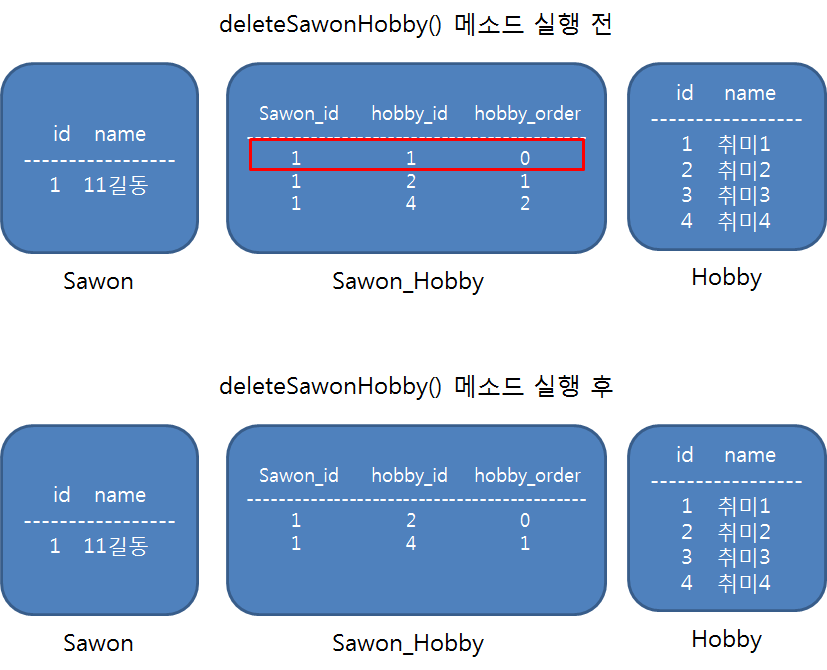 deleteSawonHobby() 메소드 실행 전
id name
-----------------
1 11길동
Sawon
Sawon_id hobby_id hobby_order
---------------------------------------
1 1 0
1 2 1
1 4 2
Sawon_Hobby
id name
-----------------
1 취미1
2 취미2
3 취미3
4 취미4
Hobby
deleteSawonHobby() 메소드 실행 후
id name
-----------------
1 11길동
Sawon
Sawon_id hobby_id hobby_order
---------------------------------------
1 2 0
1 4 1
Sawon_Hobby
id name
-----------------
1 취미1
2 취미2
3 취미3
4 취미4
Hobby